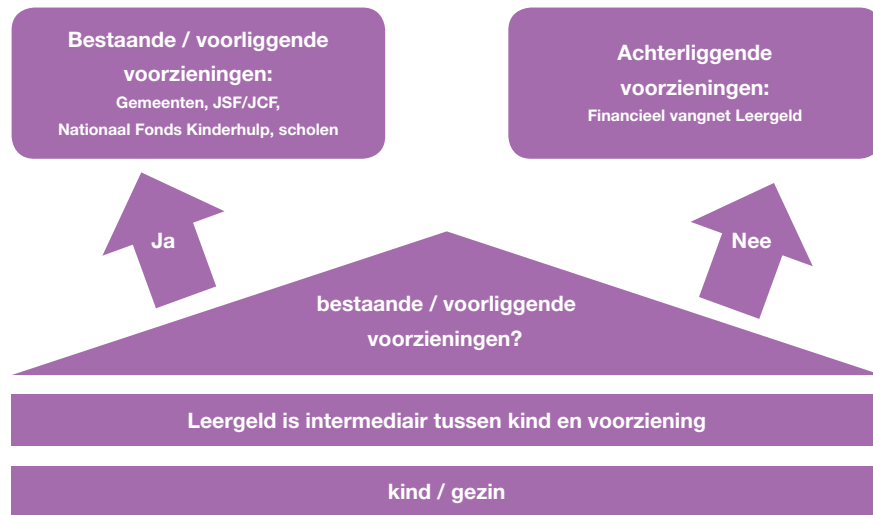 Bestaande / voorliggende
voorzieningen:
Gemeenten, JSF/JCF,
Nationaal Fonds Kinderhulp, scholen
Achterliggende
voorzieningen:
Financieel vangnet Leergeld
Ja
Nee
bestaande / voorliggende
voorzieningen?
Leergeld is intermediair tussen kind en voorziening
kind / gezin